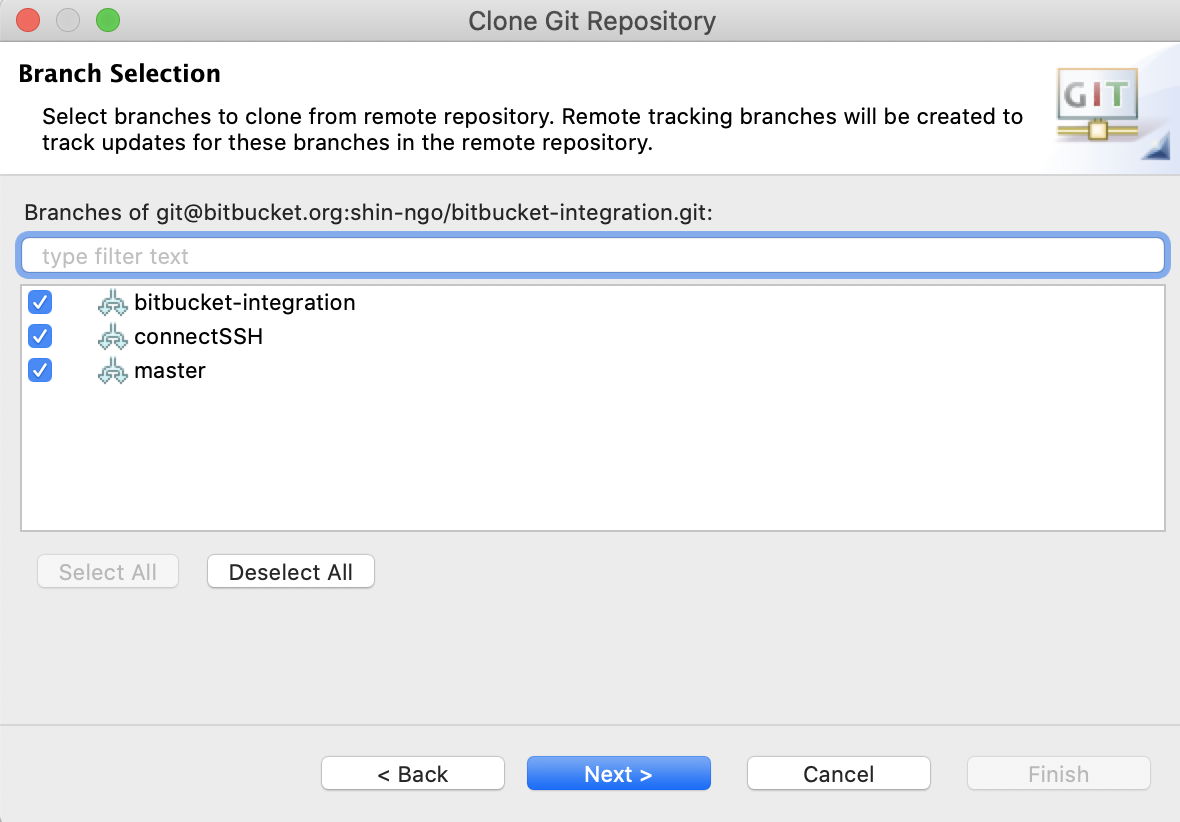 Clone Git Repository
Branch Selection
Select branches to clone from remote repository. Remote tracking branches will be created to
track updates for these branches in the remote repository.
GIT
Branches of git@bitbucket.org:shin-ngo/bitbucket-integration.git:
type filter text
bitbucket-integration
connectSSH
master
Select All
Deselect All
< Back
Next >
Cancel
Finish